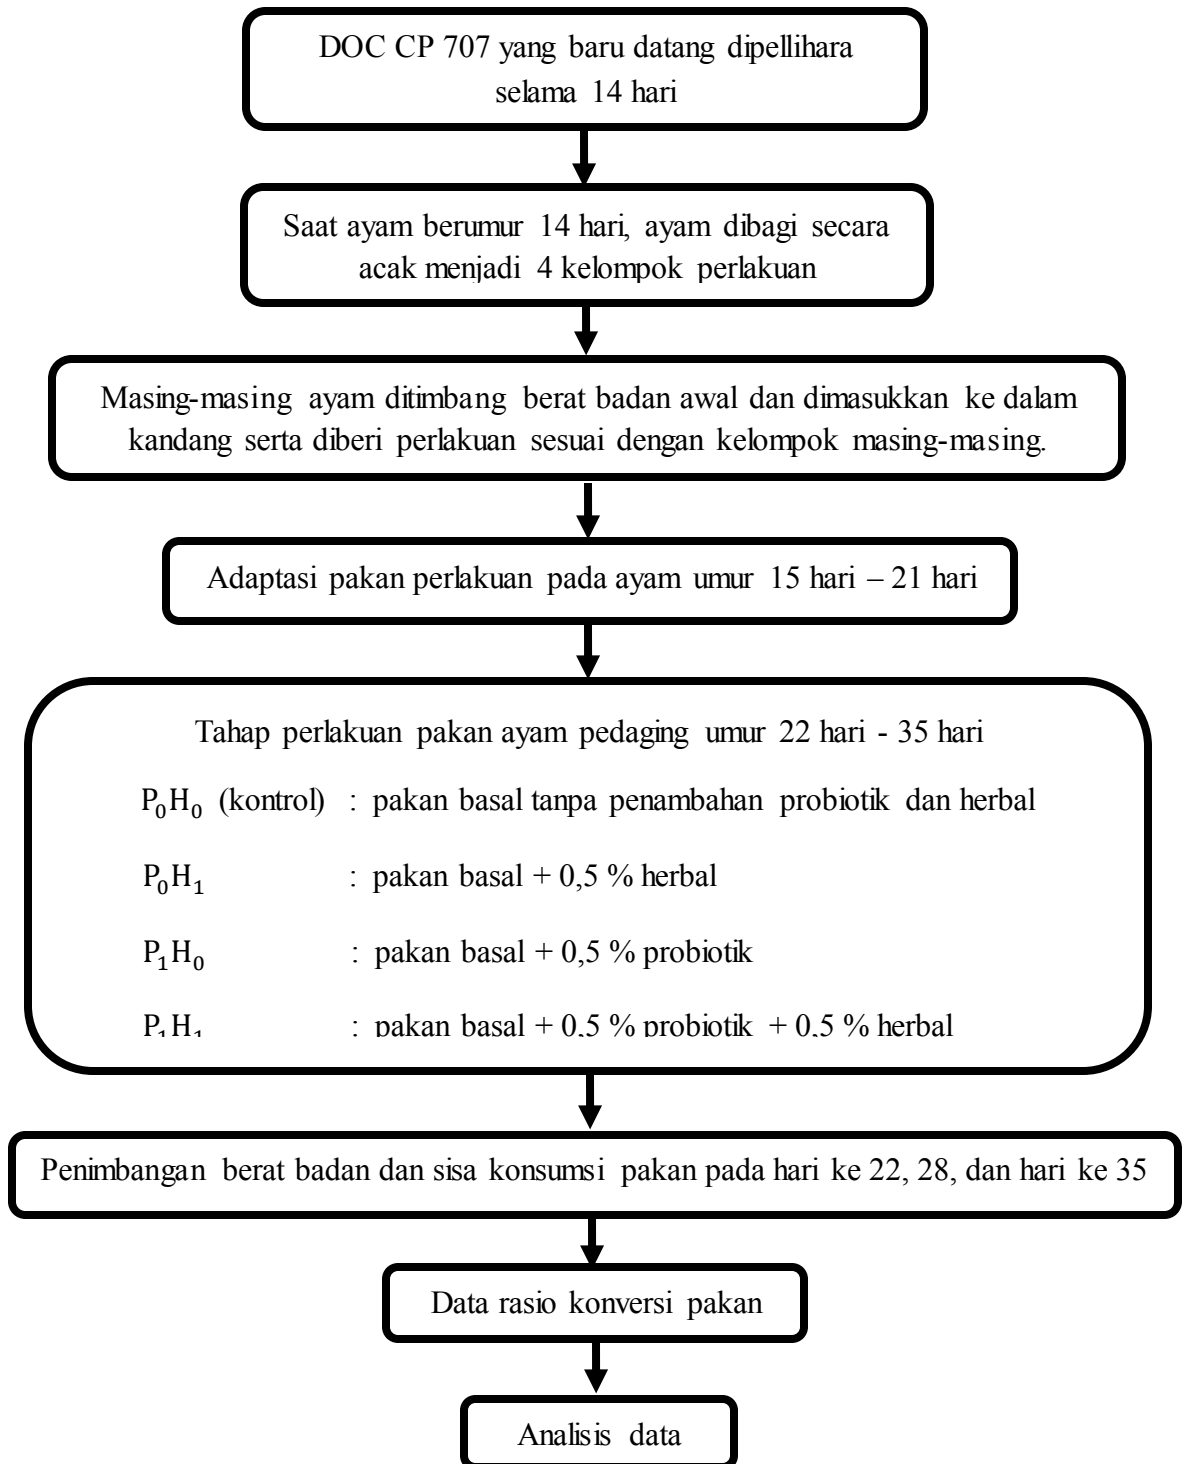 DOC CP 707 yang baru datang dipellihara
selama 14 hari
Saat ayam berumur 14 hari, ayam dibagi secara
acak menjadi 4 kelompok perlakuan
Masing-masing ayam ditimbang berat badan awal dan dimasukkan ke dalam
kandang serta diberi perlakuan sesuai dengan kelompok masing-masing.
Adaptasi pakan perlakuan pada ayam umur 15 hari – 21 hari
Tahap perlakuan pakan ayam pedaging umur 22 hari - 35 hari
P₀H₀ (kontrol) : pakan basal tanpa penambahan probiotik dan herbal
P₀H₁ : pakan basal + 0,5 % herbal
P₁H₀ : pakan basal + 0,5 % probiotik
P₁H₁ : pakan basal + 0,5 % probiotik + 0,5 % herbal
Penimbangan berat badan dan sisa konsumsi pakan pada hari ke 22, 28, dan hari ke 35
Data rasio konversi pakan
Analisis data